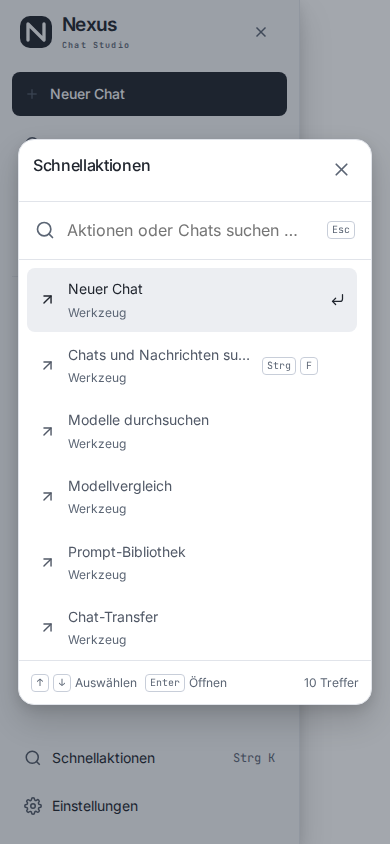 Nexus
Chat Studio
Neuer Chat
Schnellaktionen
Aktionen oder Chats suchen ...
Esc
Neuer Chat
Werkzeug
Chats und Nachrichten su...
Strg F
Werkzeug
Modelle durchsuchen
Werkzeug
Modellvergleich
Werkzeug
Prompt-Bibliothek
Werkzeug
Chat-Transfer
Werkzeug
↑ ↓ Auswählen Enter Öffnen 10 Treffer
Schnellaktionen Strg K
Einstellungen